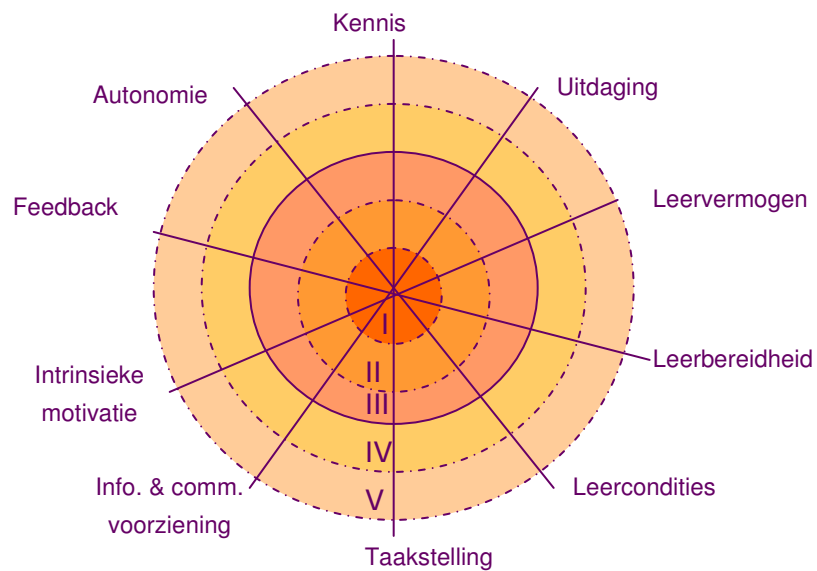 Kennis
Uitdaging
Autonomie
Leervermogen
Feedback
I
Leerbereidheid
Intrinsieke
motivatie
II
III
IV
Info. & comm.
voorziening
V
Leercondities
Taakstelling